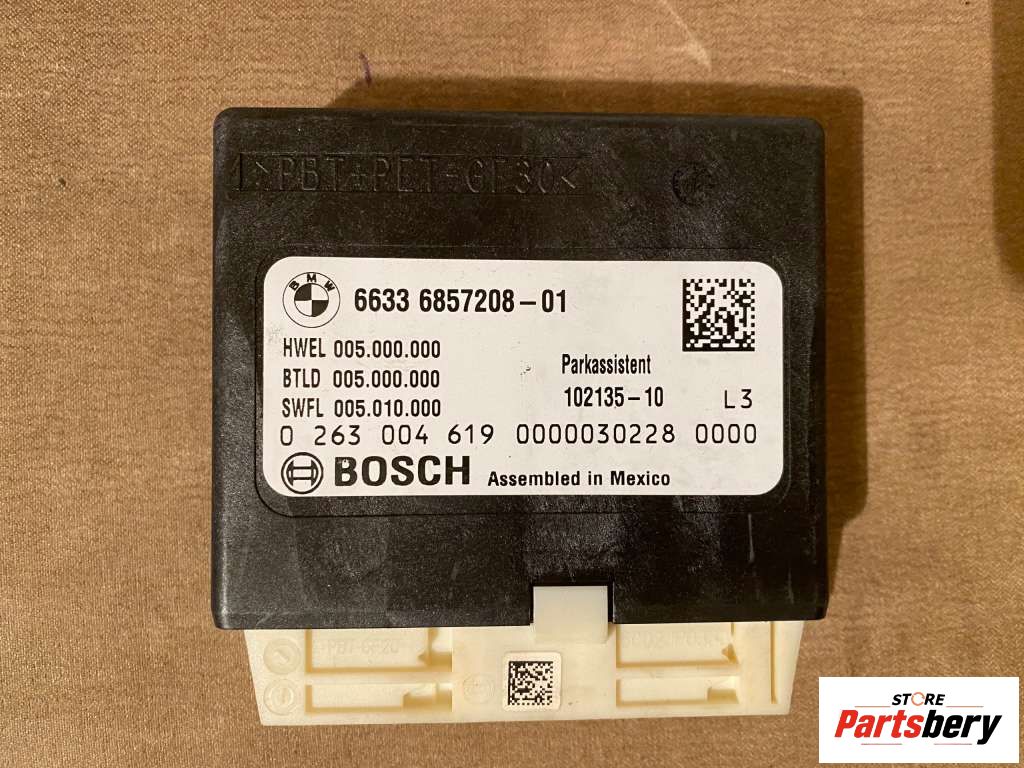 >PBT+PET-GF30<
BMW
6633 6857208-01
HWEL 005.000.000
BTLD 005.000.000
SWFL 005.010.000
Parkassistent
102135-10
L3
0 263 004 619 0000030228 0000
BOSCH Assembled in Mexico
STORE
Partsbery